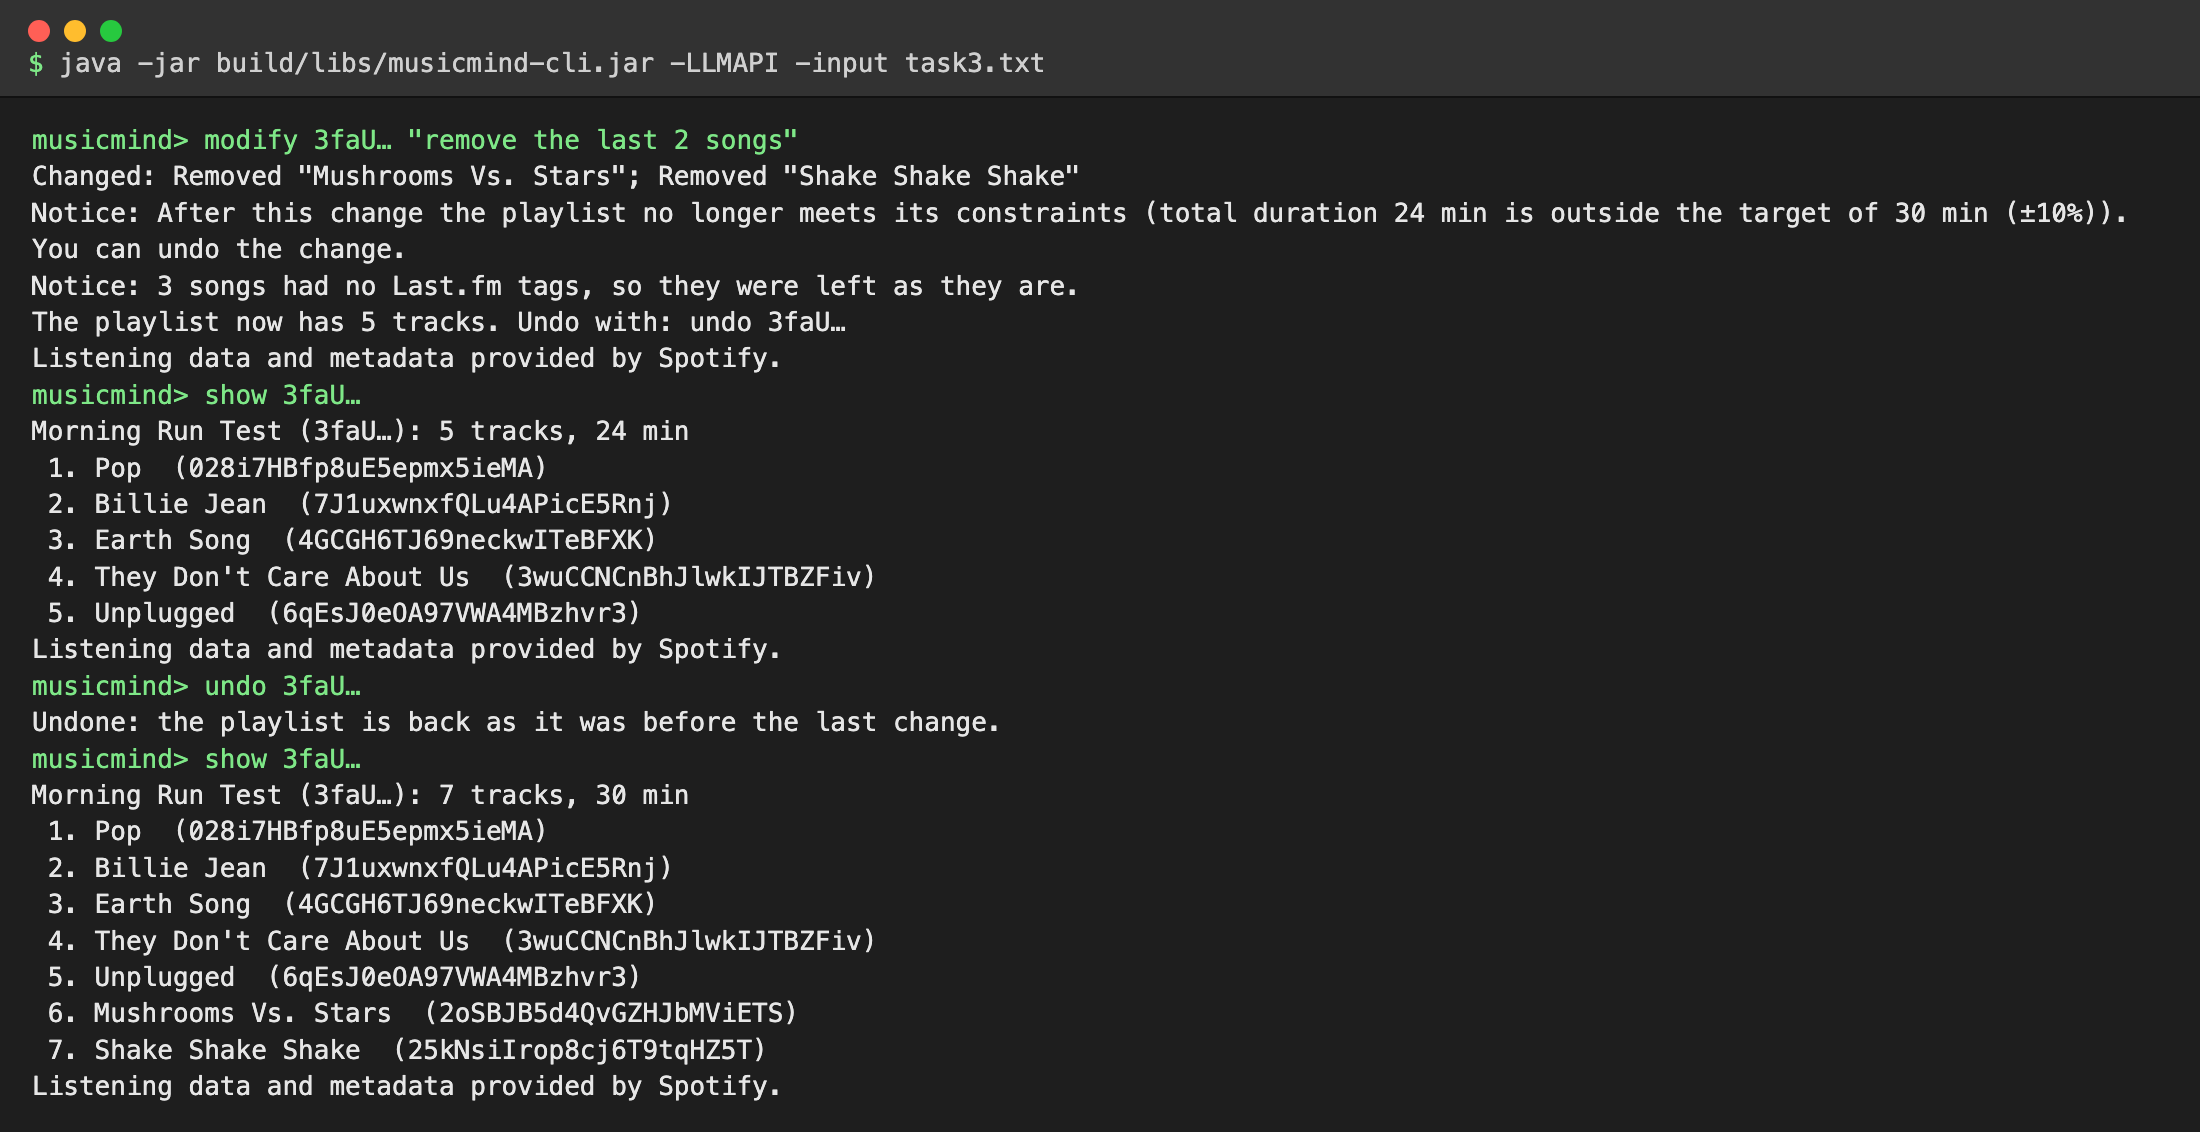 $ java -jar build/libs/musicmind-cli.jar -LLMAPI -input task3.txt
musicmind> modify 3faU… "remove the last 2 songs"
Changed: Removed "Mushrooms Vs. Stars"; Removed "Shake Shake Shake"
Notice: After this change the playlist no longer meets its constraints (total duration 24 min is outside the target of 30 min (±10%)).
You can undo the change.
Notice: 3 songs had no Last.fm tags, so they were left as they are.
The playlist now has 5 tracks. Undo with: undo 3faU…
Listening data and metadata provided by Spotify.
musicmind> show 3faU…
Morning Run Test (3faU…): 5 tracks, 24 min
 1. Pop  (028i7HBfp8uE5epmx5ieMA)
 2. Billie Jean  (7J1uxwnxfQLu4APicE5Rnj)
 3. Earth Song  (4GCGH6TJ69neckwITeBFXK)
 4. They Don't Care About Us  (3wuCCNCnBhJlwkIJTBZFiv)
 5. Unplugged  (6qEsJ0eOA97VWA4MBzhvr3)
Listening data and metadata provided by Spotify.
musicmind> undo 3faU…
Undone: the playlist is back as it was before the last change.
musicmind> show 3faU…
Morning Run Test (3faU…): 7 tracks, 30 min
 1. Pop  (028i7HBfp8uE5epmx5ieMA)
 2. Billie Jean  (7J1uxwnxfQLu4APicE5Rnj)
 3. Earth Song  (4GCGH6TJ69neckwITeBFXK)
 4. They Don't Care About Us  (3wuCCNCnBhJlwkIJTBZFiv)
 5. Unplugged  (6qEsJ0eOA97VWA4MBzhvr3)
 6. Mushrooms Vs. Stars  (2oSBJB5d4QvGZHJbMViETS)
 7. Shake Shake Shake  (25kNsiIrop8cj6T9tqHZ5T)
Listening data and metadata provided by Spotify.